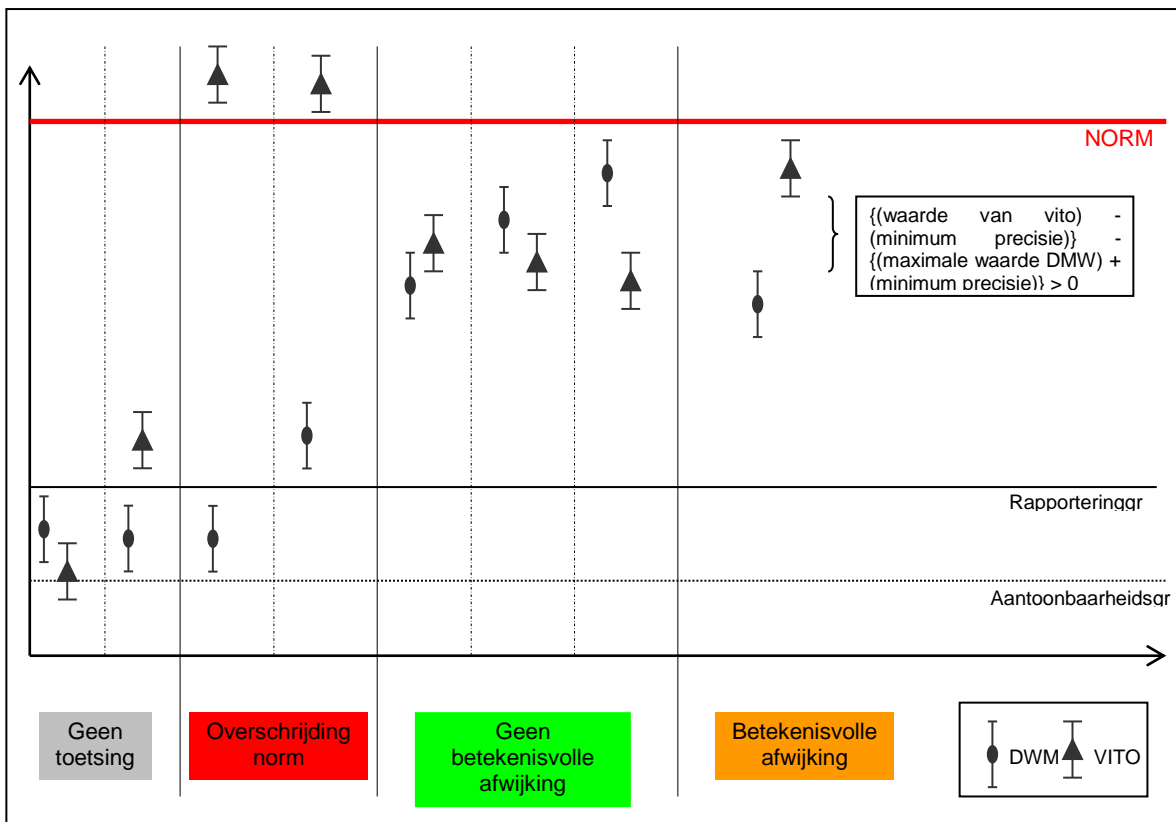 NORM
{(waarde van vito) -
(minimum precisie)} -
{(maximale waarde DMW) +
(minimum precisie)} > 0
Rapporteringgr
Aantoonbaarheidsgr
Geen
toetsing
Overschrijding
norm
Geen
betekenisvolle
afwijking
Betekenisvolle
afwijking
DWM
VITO